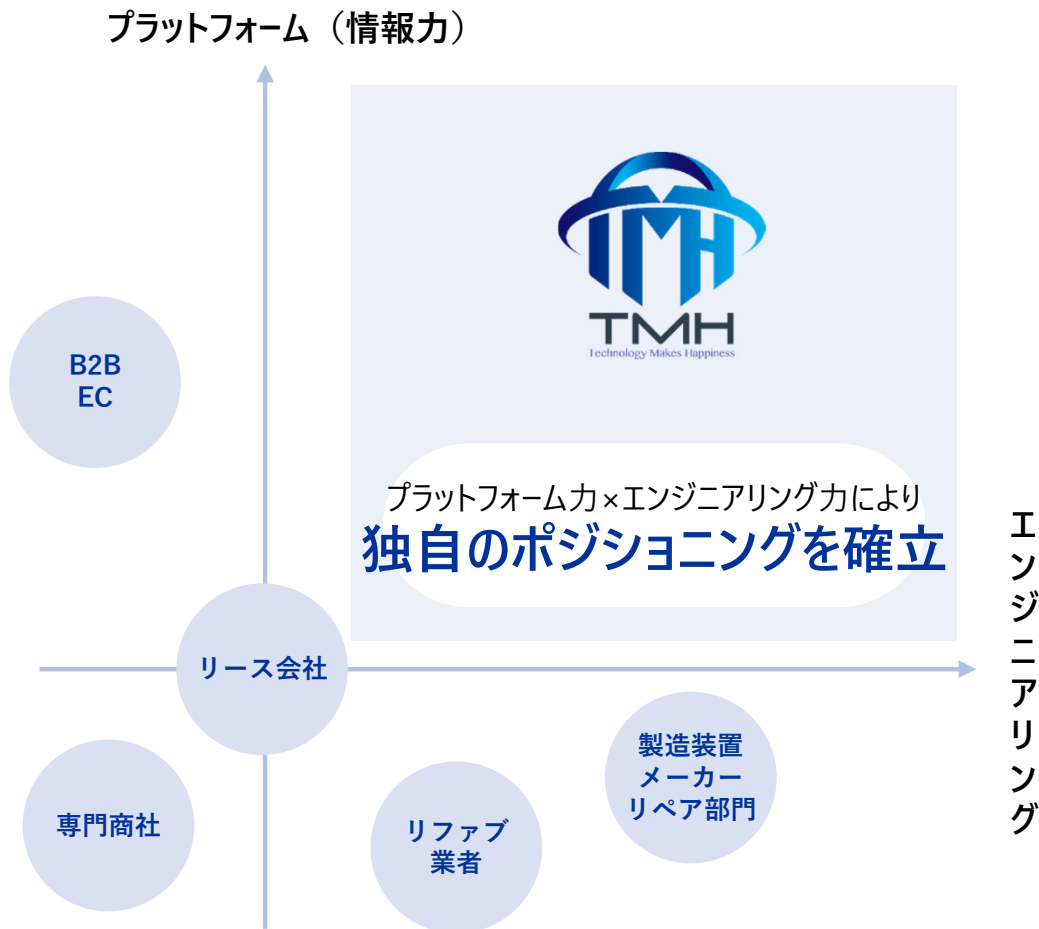 プラットフォーム（情報力）
TMH
TMH
Technology Makes Happiness
B2B
EC
プラットフォーム力×エンジニアリング力により
独自のポジショニングを確立
エンジニアリング
リース会社
製造装置
メーカー
リペア部門
専門商社
リファブ
業者